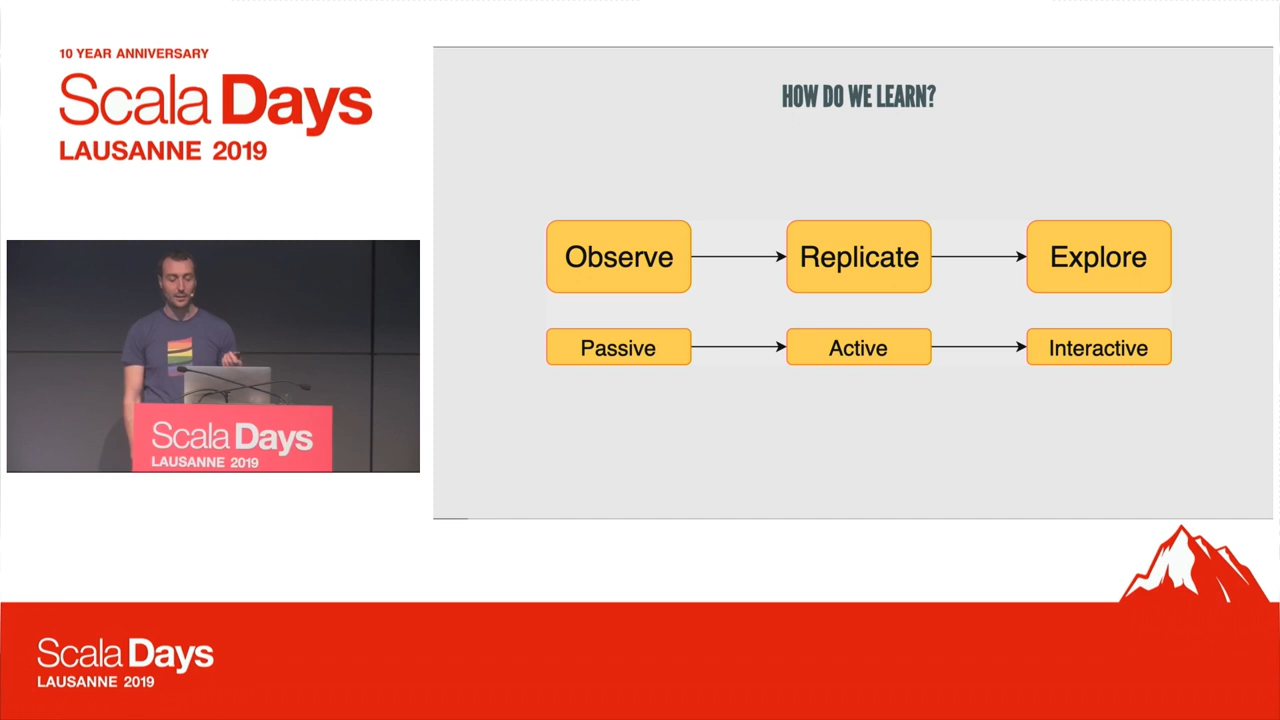 10 YEAR ANNIVERSARY
Scala Days
LAUSANNE 2019
HOW DO WE LEARN?
Observe
Replicate
Explore
Passive
Active
Interactive
Scala Days
LAUSANNE 2019
Scala Days
LAUSANNE 2019